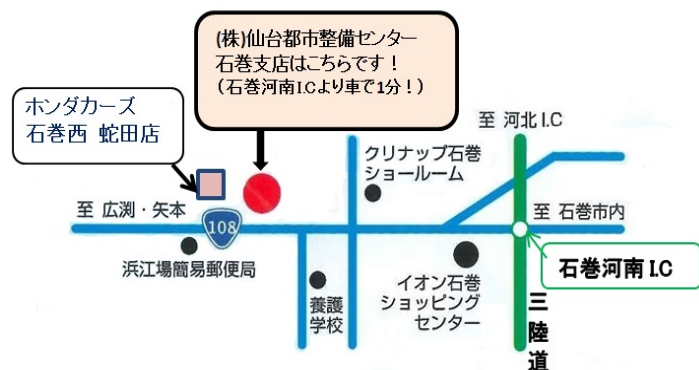 (株)仙台都市整備センター
石巻支店はこちらです!
(石巻河南I.Cより車で1分!)
ホンダカーズ
石巻西 蛇田店
至 河北I.C
クリナップ石巻
ショールーム
至 広渕・矢本
108
至 石巻市内
浜江場簡易郵便局
養護
学校
イオン石巻
ショッピング
センター
石巻河南I.C
三陸道